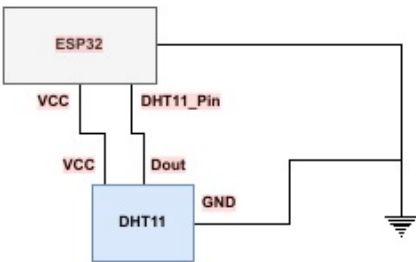 ESP32
VCC
DHT11_Pin
VCC
Dout
GND
DHT11